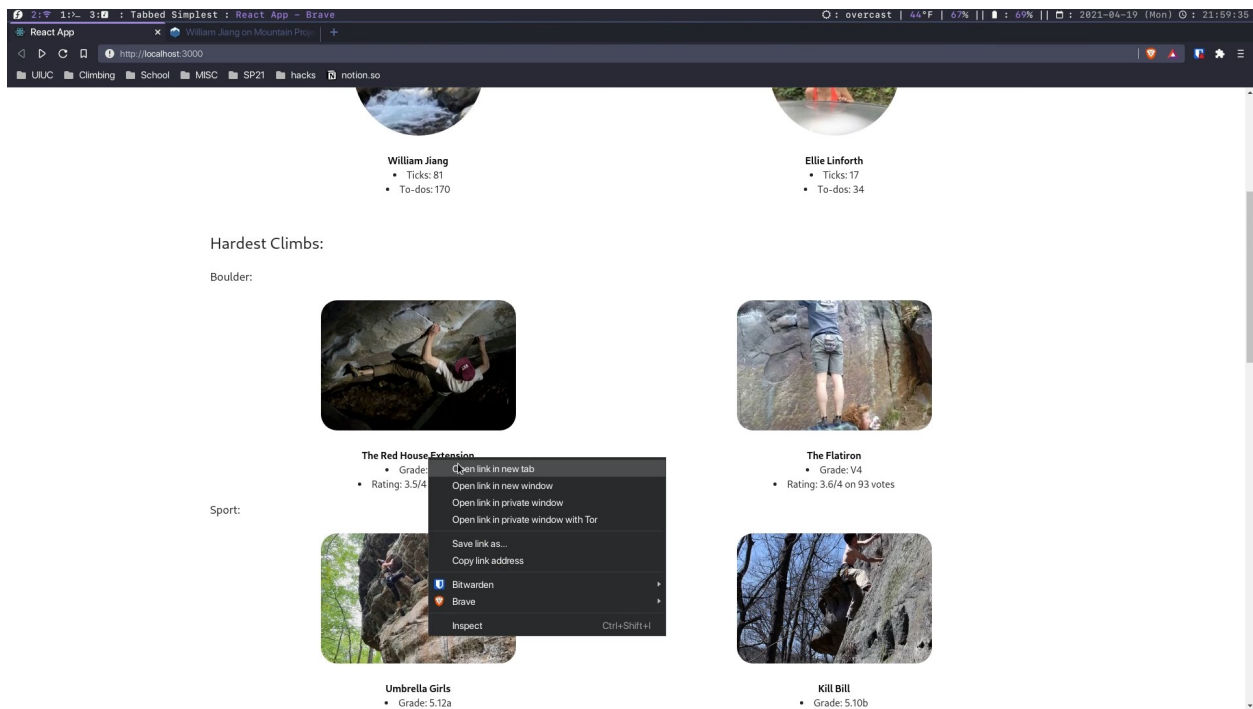 2: 1:>_ 3: : Tabbed Simplest : React App - Brave
: overcast | 44°F | 67% || : 69% || : 2021-04-19 (Mon) : 21:59:35
React App
William Jiang on Mountain Proje
http://localhost:3000
UIUC Climbing School MISC SP21 hacks notion.so
William Jiang
• Ticks: 81
• To-dos: 170
Ellie Linforth
• Ticks: 17
• To-dos: 34
Hardest Climbs:
Boulder:
The Red House Extension
• Grade:
• Rating: 3.5/4
The Flatiron
• Grade: V4
• Rating: 3.6/4 on 93 votes
Open link in new tab
Open link in new window
Open link in private window
Open link in private window with Tor
Save link as...
Copy link address
Bitwarden
Brave
Inspect Ctrl+Shift+I
Sport:
Umbrella Girls
• Grade: 5.12a
Kill Bill
• Grade: 5.10b